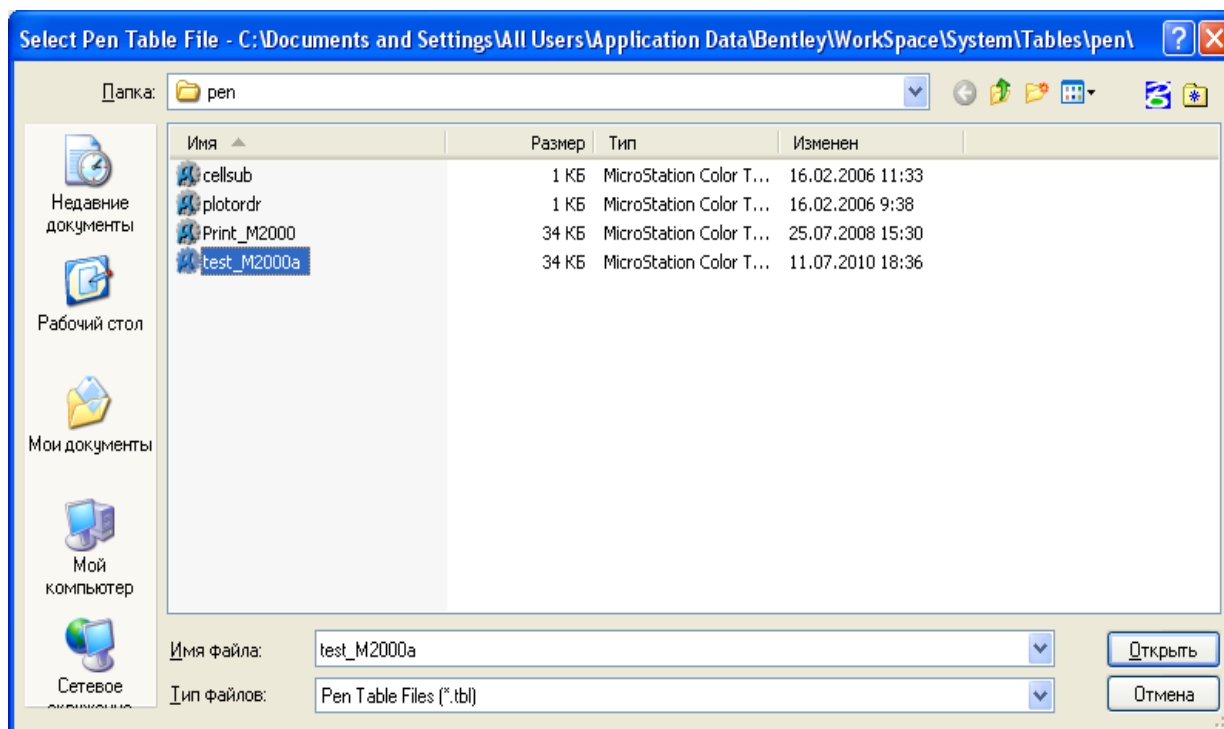 Select Pen Table File - C:\Documents and Settings\All Users\Application Data\Bentley\WorkSpace\System\Tables\pen\
Папка: pen
Имя Размер Тип Изменен
cellsub 1 КБ MicroStation Color T... 16.02.2006 11:33
plotordr 1 КБ MicroStation Color T... 16.02.2006 9:38
Print_M2000 34 КБ MicroStation Color T... 25.07.2008 15:30
test_M2000a 34 КБ MicroStation Color T... 11.07.2010 18:36
Недавние
документы
Рабочий стол
Мои документы
Мой
компьютер
Сетевое
Имя файла: test_M2000a Открыть
Тип файлов: Pen Table Files (*.tbl) Отмена